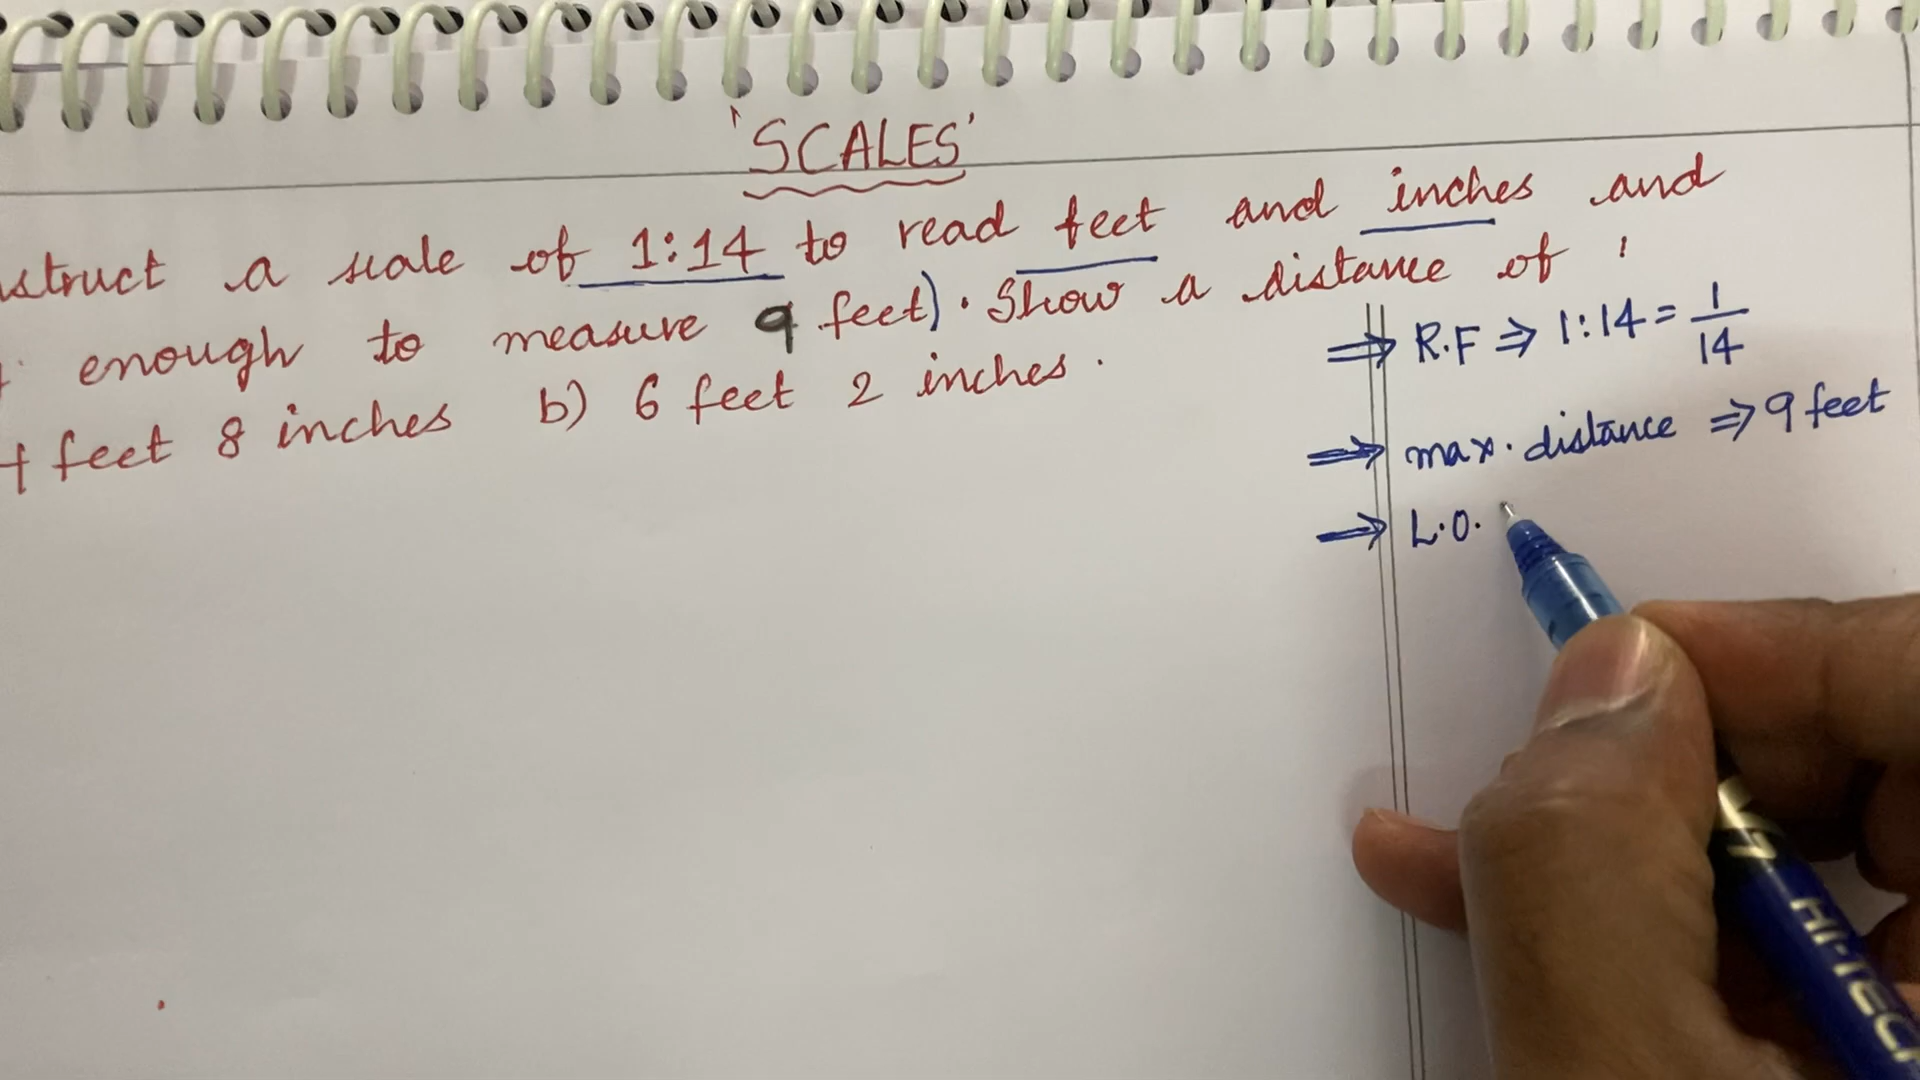 'SCALES'
struct a scale of 1:14 to read feet and inches and
enough to measure 9 feet). Show a distance of
feet 8 inches b) 6 feet 2 inches.
⇒ R.F ⇒ 1:14 = 1/14
⇒ max. distance ⇒ 9 feet
⇒ L.O.
HI-TEC